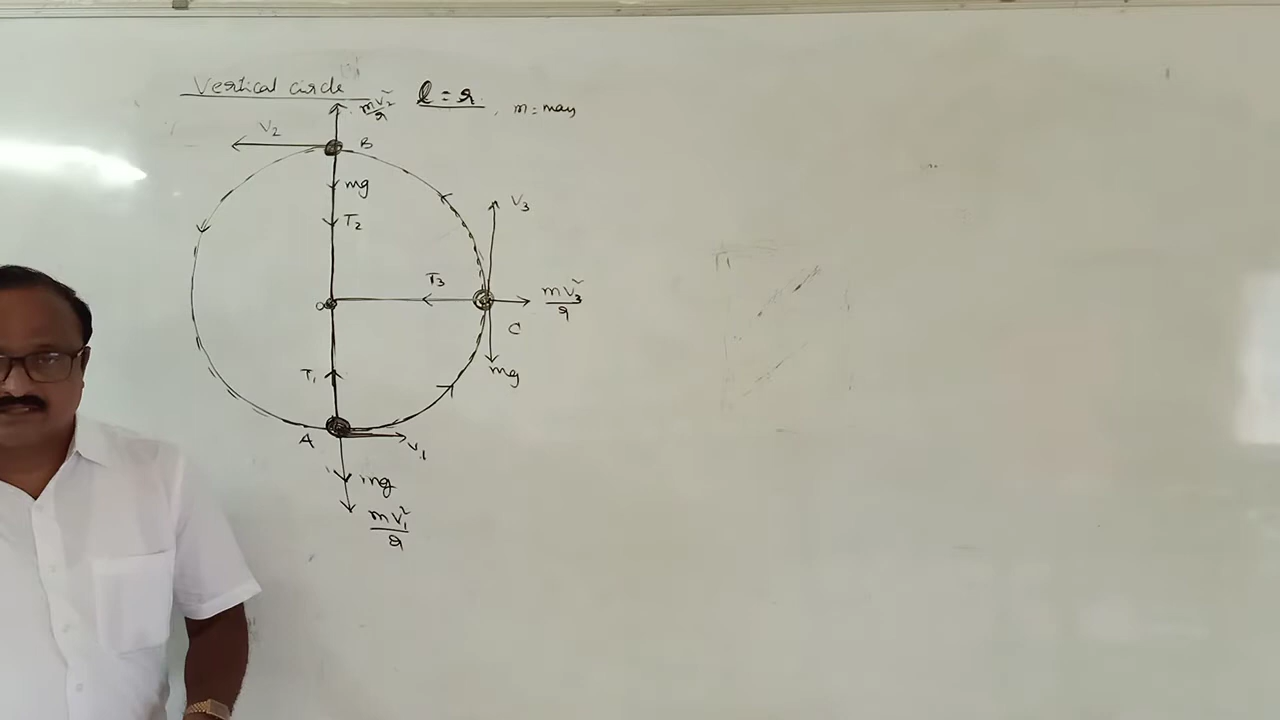 Vertical circle
l = r, m = mass
mv₂²/r
V₂
B
mg
T₂
V₃
T₃
mv₃²/r
O
C
mg
T₁
A
V₁
mg
mv₁²/r